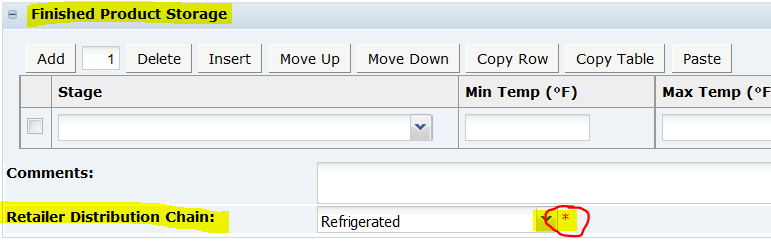 Finished Product Storage
Add 1 Delete Insert Move Up Move Down Copy Row Copy Table Paste
Stage Min Temp (°F) Max Temp (°F
Comments:
Retailer Distribution Chain: Refrigerated *